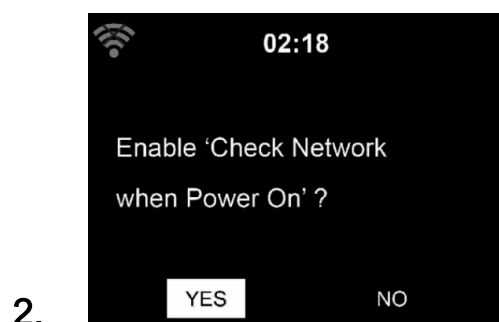 02:18
Enable ‘Check Network
when Power On’ ?
YES NO
2.